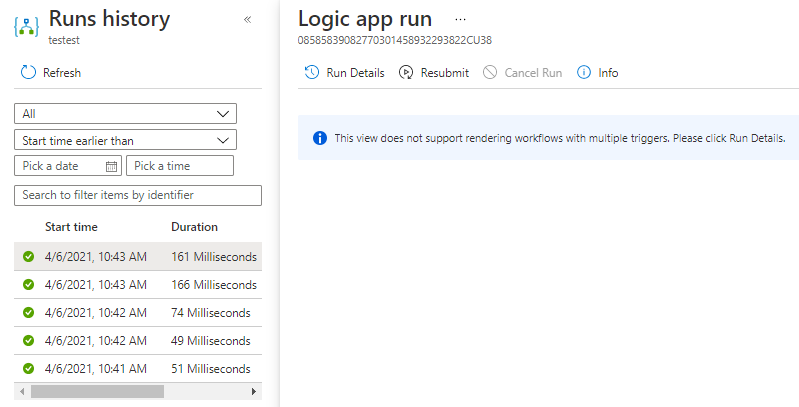 Runs history
«
testest
Refresh
All
Start time earlier than
Pick a date
Pick a time
Search to filter items by identifier
Start time Duration
4/6/2021, 10:43 AM 161 Milliseconds
4/6/2021, 10:43 AM 166 Milliseconds
4/6/2021, 10:42 AM 74 Milliseconds
4/6/2021, 10:42 AM 49 Milliseconds
4/6/2021, 10:41 AM 51 Milliseconds
Logic app run ...
08585839082770301458932293822CU38
Run Details Resubmit Cancel Run Info
This view does not support rendering workflows with multiple triggers. Please click Run Details.